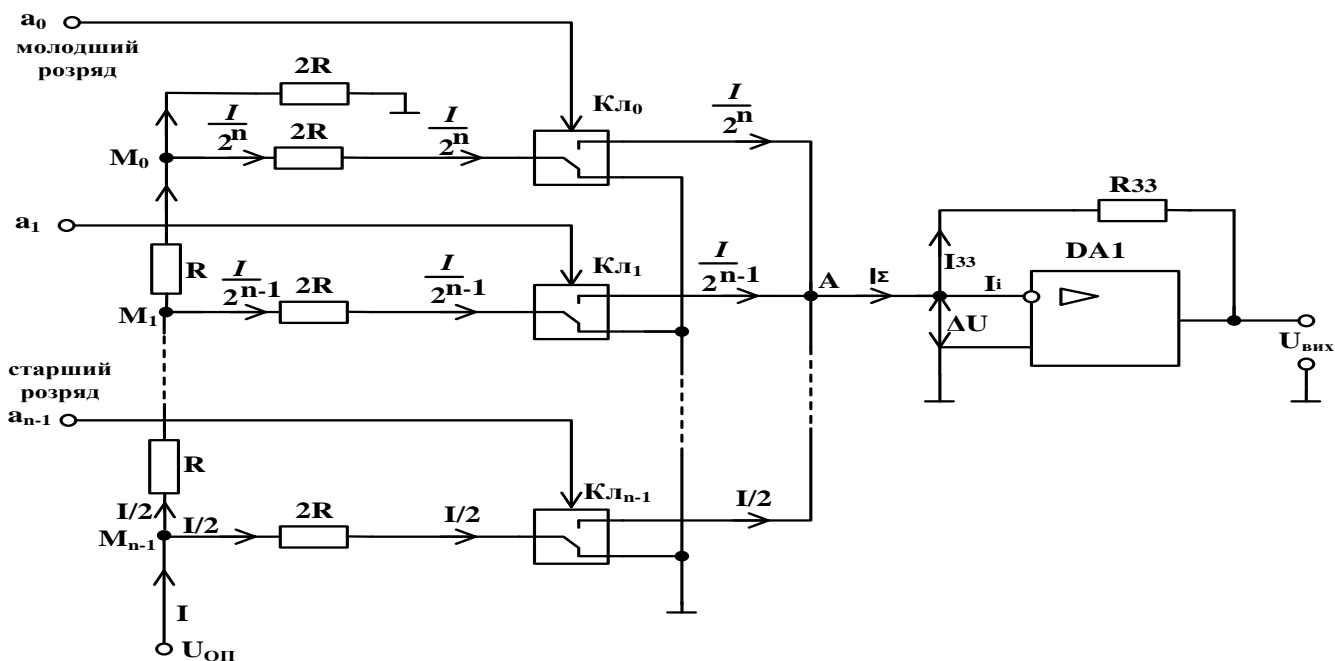 a₀
молодший
розряд
2R
Кл₀
I/2ⁿ
2R
I/2ⁿ
I/2ⁿ
M₀
a₁
R
I/2ⁿ⁻¹
2R
I/2ⁿ⁻¹
Кл₁
I/2ⁿ⁻¹
M₁
A
IΣ
R33
I33
DA1
Ii
ΔU
Uвих
старший
розряд
aₙ₋₁
R
I/2
I/2
2R
I/2
Клₙ₋₁
I/2
Mₙ₋₁
I
UОП